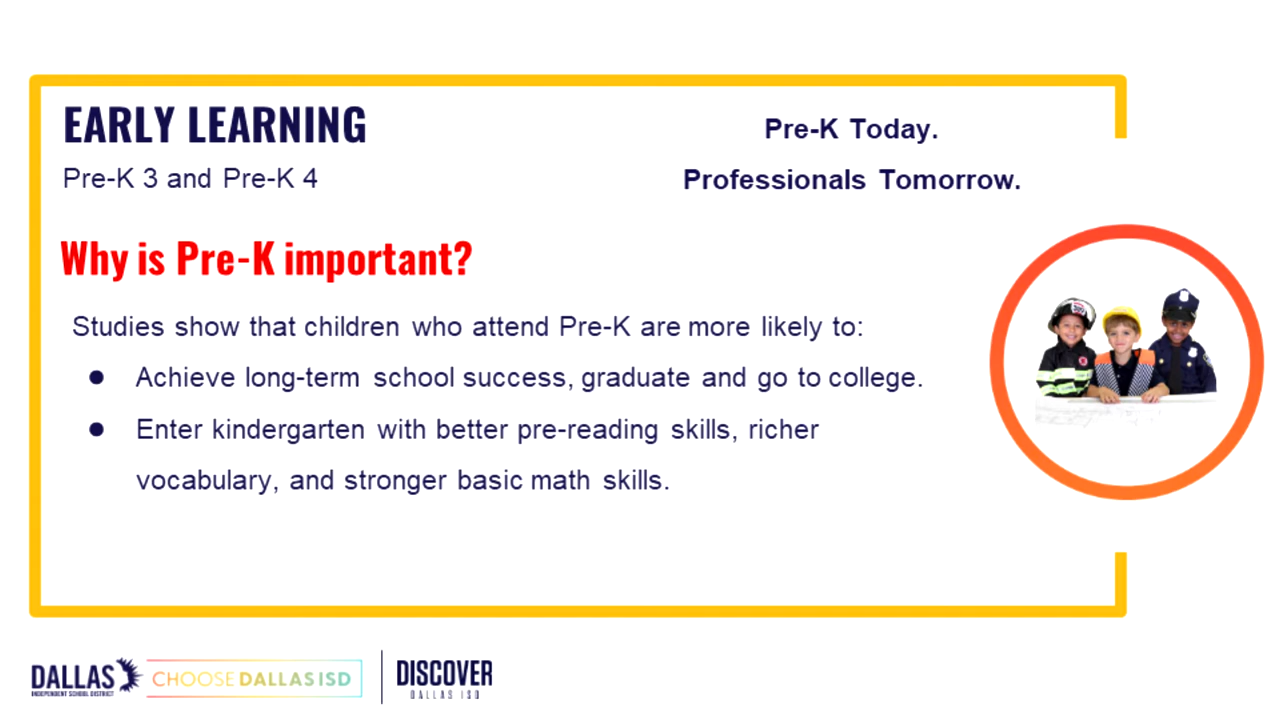 EARLY LEARNING
Pre-K 3 and Pre-K 4
Pre-K Today.
Professionals Tomorrow.
Why is Pre-K important?
Studies show that children who attend Pre-K are more likely to:
● Achieve long-term school success, graduate and go to college.
● Enter kindergarten with better pre-reading skills, richer
vocabulary, and stronger basic math skills.
DALLAS
INDEPENDENT SCHOOL DISTRICT
CHOOSE DALLAS ISD
DISCOVER
DALLAS ISD